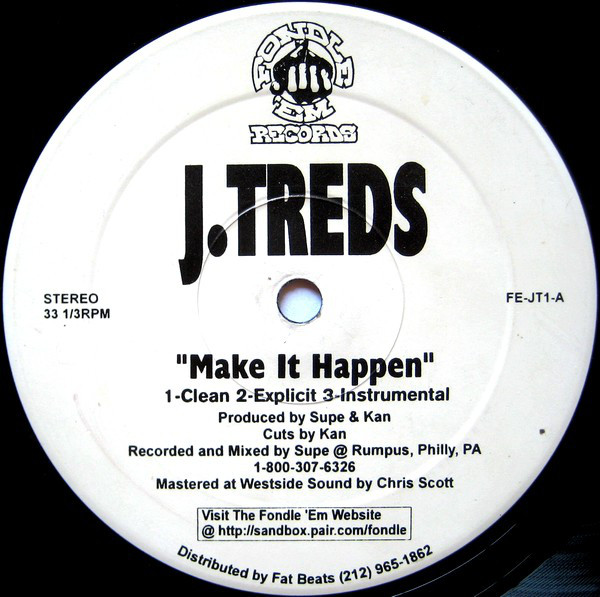 FONDLE
'EM
RECORDS
J.TREDS
STEREO
33 1/3RPM
FE-JT1-A
"Make It Happen"
1-Clean 2-Explicit 3-Instrumental
Produced by Supe & Kan
Cuts by Kan
Recorded and Mixed by Supe @ Rumpus, Philly, PA
1-800-307-6326
Mastered at Westside Sound by Chris Scott
Visit The Fondle 'Em Website
@ http://sandbox.pair.com/fondle
Distributed by Fat Beats (212) 965-1862